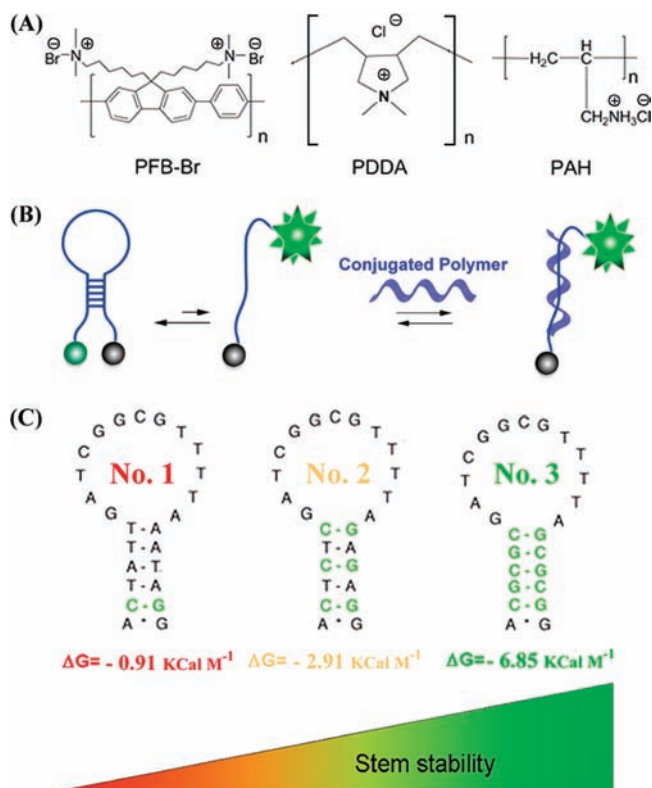 (A)
Br⊖ N⊕ N⊕ Br⊖
n
PFB-Br
Cl⊖
⊕
N
n
PDDA
H₂C H C
n
CH₂NH₃Cl
⊕ ⊖
PAH
(B)
Conjugated Polymer
(C)
G G C G
C T
T T
A No. 1 T
G T
A
T - A
T - A
A - T
T - A
C - G
A • G
ΔG= - 0.91 KCal M⁻¹
G G C G
C T
T T
A No. 2 T
G T
A
C - G
T - A
C - G
T - A
C - G
A • G
ΔG= - 2.91 KCal M⁻¹
G G C G
C T
T T
A No. 3 T
G T
A
C - G
G - C
C - G
G - C
C - G
A • G
ΔG= - 6.85 KCal M⁻¹
Stem stability